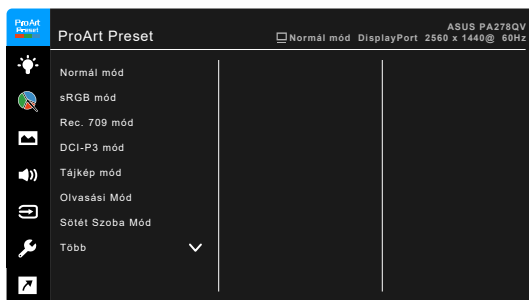 ProArt
Preset
ProArt Preset
ASUS PA278QV
Normál mód DisplayPort 2560 x 1440@ 60Hz
Normál mód
sRGB mód
Rec. 709 mód
DCI-P3 mód
Tájkép mód
Olvasási Mód
Sötét Szoba Mód
Több